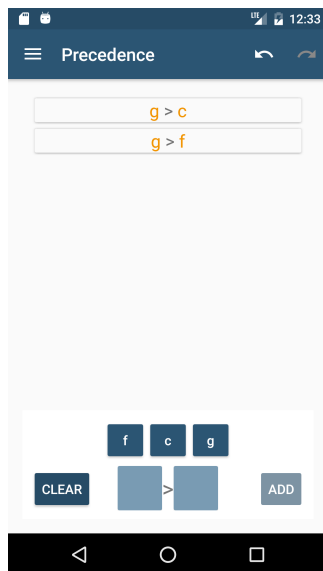 LTE 12:33
Precedence
g > c
g > f
f c g
CLEAR > ADD